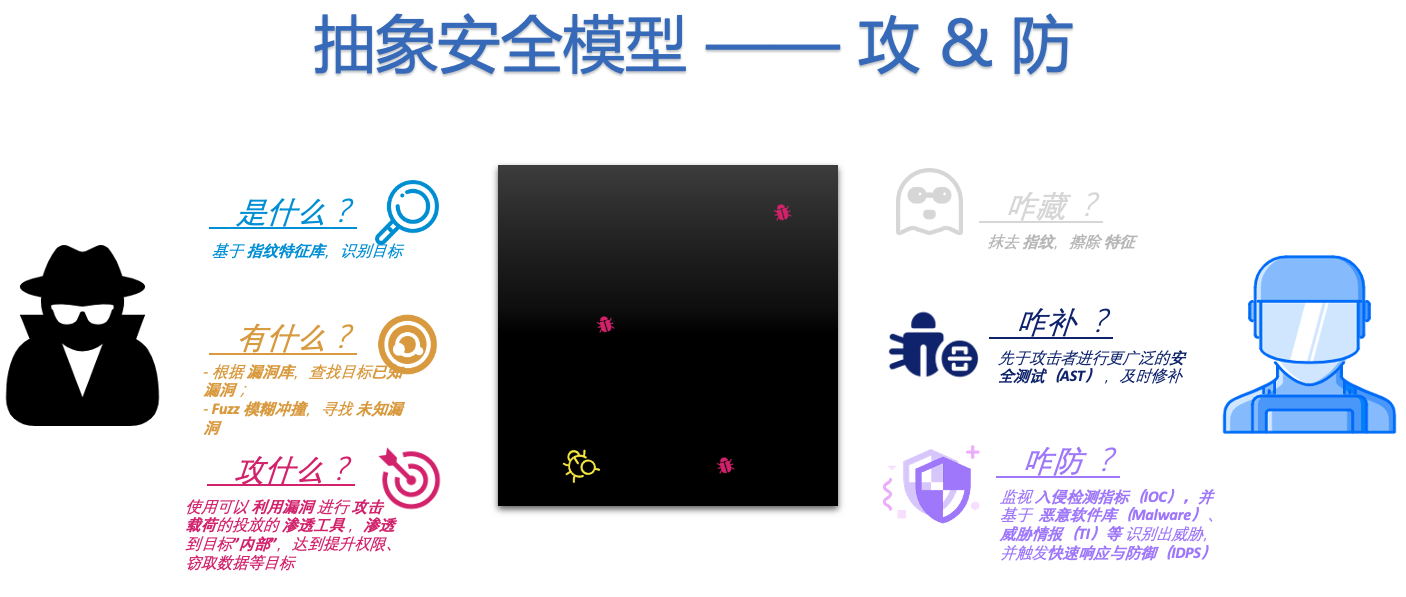 抽象安全模型 —— 攻 & 防
是什么？
基于 指纹特征库，识别目标
有什么？
- 根据 漏洞库，查找目标已知
漏洞；
- Fuzz 模糊冲撞，寻找 未知漏
洞
攻什么？
使用可以 利用漏洞 进行 攻击
载荷的投放的 渗透工具，渗透
到目标"内部"，达到提升权限、
窃取数据等目标
咋藏 ？
抹去 指纹，擦除 特征
咋补 ？
先于攻击者进行更广泛的安
全测试（AST），及时修补
咋防 ？
监视 入侵检测指标（IOC），并
基于 恶意软件库（Malware）、
威胁情报（TI）等 识别出威胁，
并触发快速响应与防御（IDPS）